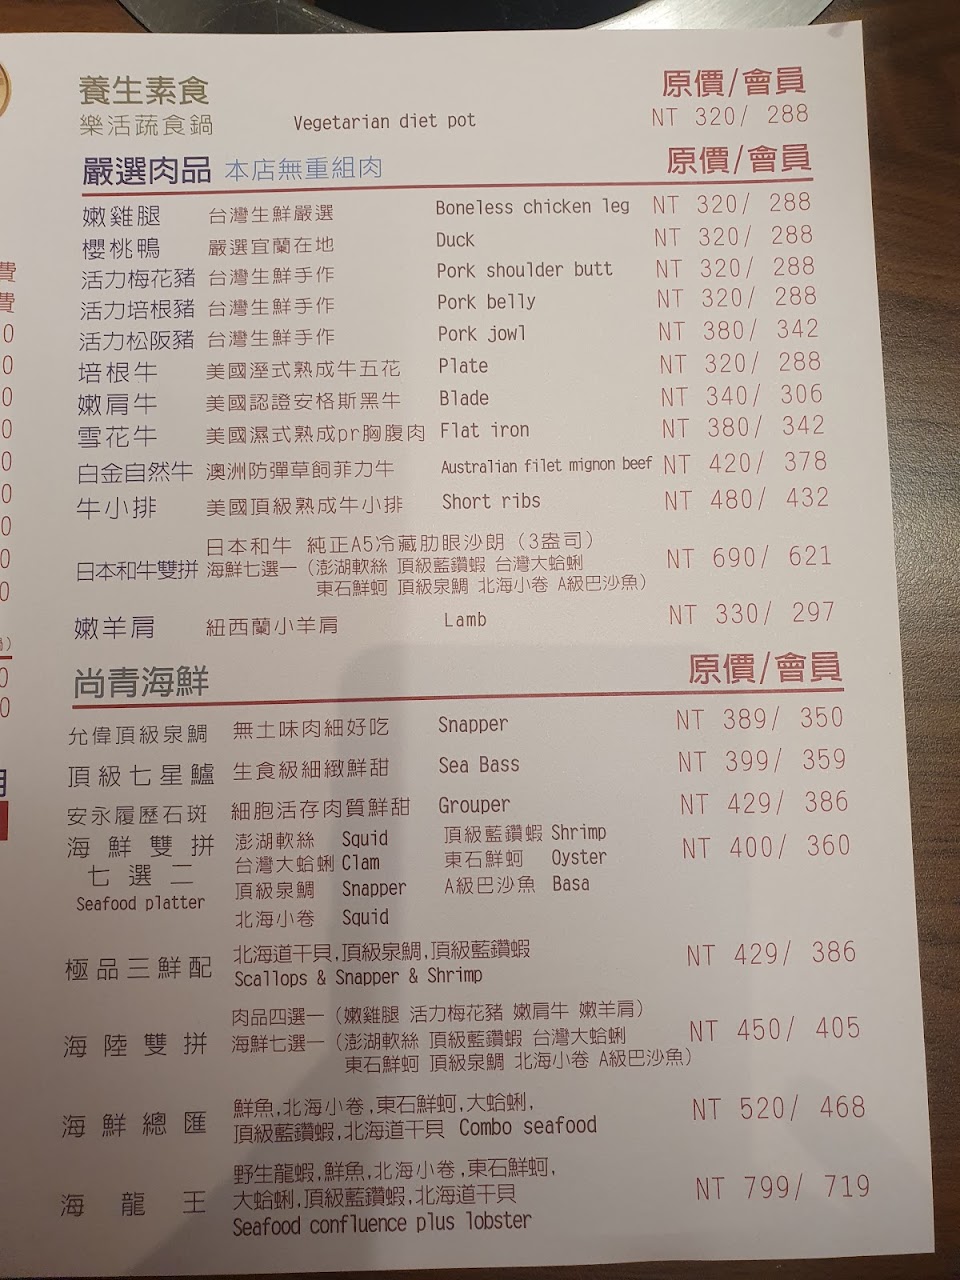 養生素食 原價/會員
樂活蔬食鍋 Vegetarian diet pot NT 320/ 288
嚴選肉品 本店無重組肉 原價/會員
嫩雞腿 台灣生鮮嚴選 Boneless chicken leg NT 320/ 288
櫻桃鴨 嚴選宜蘭在地 Duck NT 320/ 288
活力梅花豬 台灣生鮮手作 Pork shoulder butt NT 320/ 288
活力培根豬 台灣生鮮手作 Pork belly NT 320/ 288
活力松阪豬 台灣生鮮手作 Pork jowl NT 380/ 342
培根牛 美國溼式熟成牛五花 Plate NT 320/ 288
嫩肩牛 美國認證安格斯黑牛 Blade NT 340/ 306
雪花牛 美國濕式熟成pr胸腹肉 Flat iron NT 380/ 342
白金自然牛 澳洲防彈草飼菲力牛 Australian filet mignon beef NT 420/ 378
牛小排 美國頂級熟成牛小排 Short ribs NT 480/ 432
日本和牛 純正A5冷藏肋眼沙朗（3盎司）
日本和牛雙拼 海鮮七選一（澎湖軟絲 頂級藍鑽蝦 台灣大蛤蜊 NT 690/ 621
東石鮮蚵 頂級泉鯛 北海小卷 A級巴沙魚）
嫩羊肩 紐西蘭小羊肩 Lamb NT 330/ 297
尚青海鮮 原價/會員
允偉頂級泉鯛 無土味肉細好吃 Snapper NT 389/ 350
頂級七星鱸 生食級細緻鮮甜 Sea Bass NT 399/ 359
安永履歷石斑 細胞活存肉質鮮甜 Grouper NT 429/ 386
海鮮雙拼 澎湖軟絲 Squid 頂級藍鑽蝦 Shrimp NT 400/ 360
七選二 台灣大蛤蜊 Clam 東石鮮蚵 Oyster
Seafood platter 頂級泉鯛 Snapper A級巴沙魚 Basa
北海小卷 Squid
極品三鮮配 北海道干貝,頂級泉鯛,頂級藍鑽蝦 NT 429/ 386
Scallops & Snapper & Shrimp
肉品四選一（嫩雞腿 活力梅花豬 嫩肩牛 嫩羊肩）
海陸雙拼 海鮮七選一（澎湖軟絲 頂級藍鑽蝦 台灣大蛤蜊 NT 450/ 405
東石鮮蚵 頂級泉鯛 北海小卷 A級巴沙魚）
海鮮總匯 鮮魚,北海小卷,東石鮮蚵,大蛤蜊, NT 520/ 468
頂級藍鑽蝦,北海道干貝 Combo seafood
野生龍蝦,鮮魚,北海小卷,東石鮮蚵,
海龍王 大蛤蜊,頂級藍鑽蝦,北海道干貝 NT 799/ 719
Seafood confluence plus lobster
費
費
0
0
0
0
0
0
0
0
0
0
0